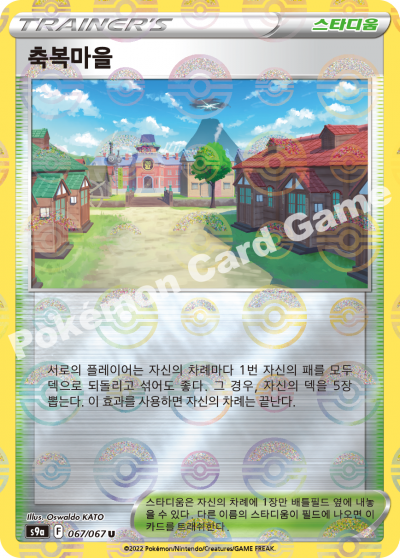 TRAINER'S 스타디움
축복마을
Pokémon Card Game
서로의 플레이어는 자신의 차례마다 1번 자신의 패를 모두
덱으로 되돌리고 섞어도 좋다. 그 경우, 자신의 덱을 5장
뽑는다. 이 효과를 사용하면 자신의 차례는 끝난다.
Illus. Oswaldo KATO
s9a F 067/067 U
스타디움은 자신의 차례에 1장만 배틀필드 옆에 내놓
을 수 있다. 다른 이름의 스타디움이 필드에 나오면 이
카드를 트래쉬한다.
©2022 Pokémon/Nintendo/Creatures/GAME FREAK.